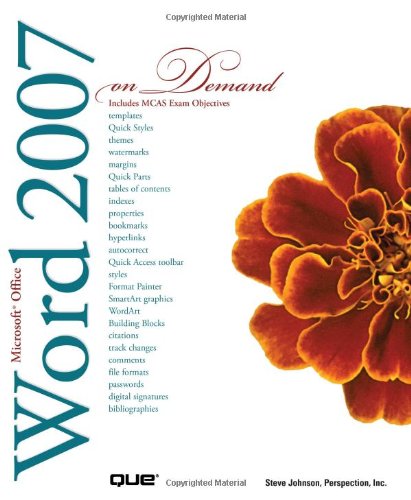 Copyrighted Material
Microsoft® Office
Word 2007
on Demand
Includes MCAS Exam Objectives
templates
Quick Styles
themes
watermarks
margins
Quick Parts
tables of contents
indexes
properties
bookmarks
hyperlinks
autocorrect
Quick Access toolbar
styles
Format Painter
SmartArt graphics
WordArt
Building Blocks
citations
track changes
comments
file formats
passwords
digital signatures
bibliographies
QUE®
Copyrighted Material
Steve Johnson, Perspection, Inc.